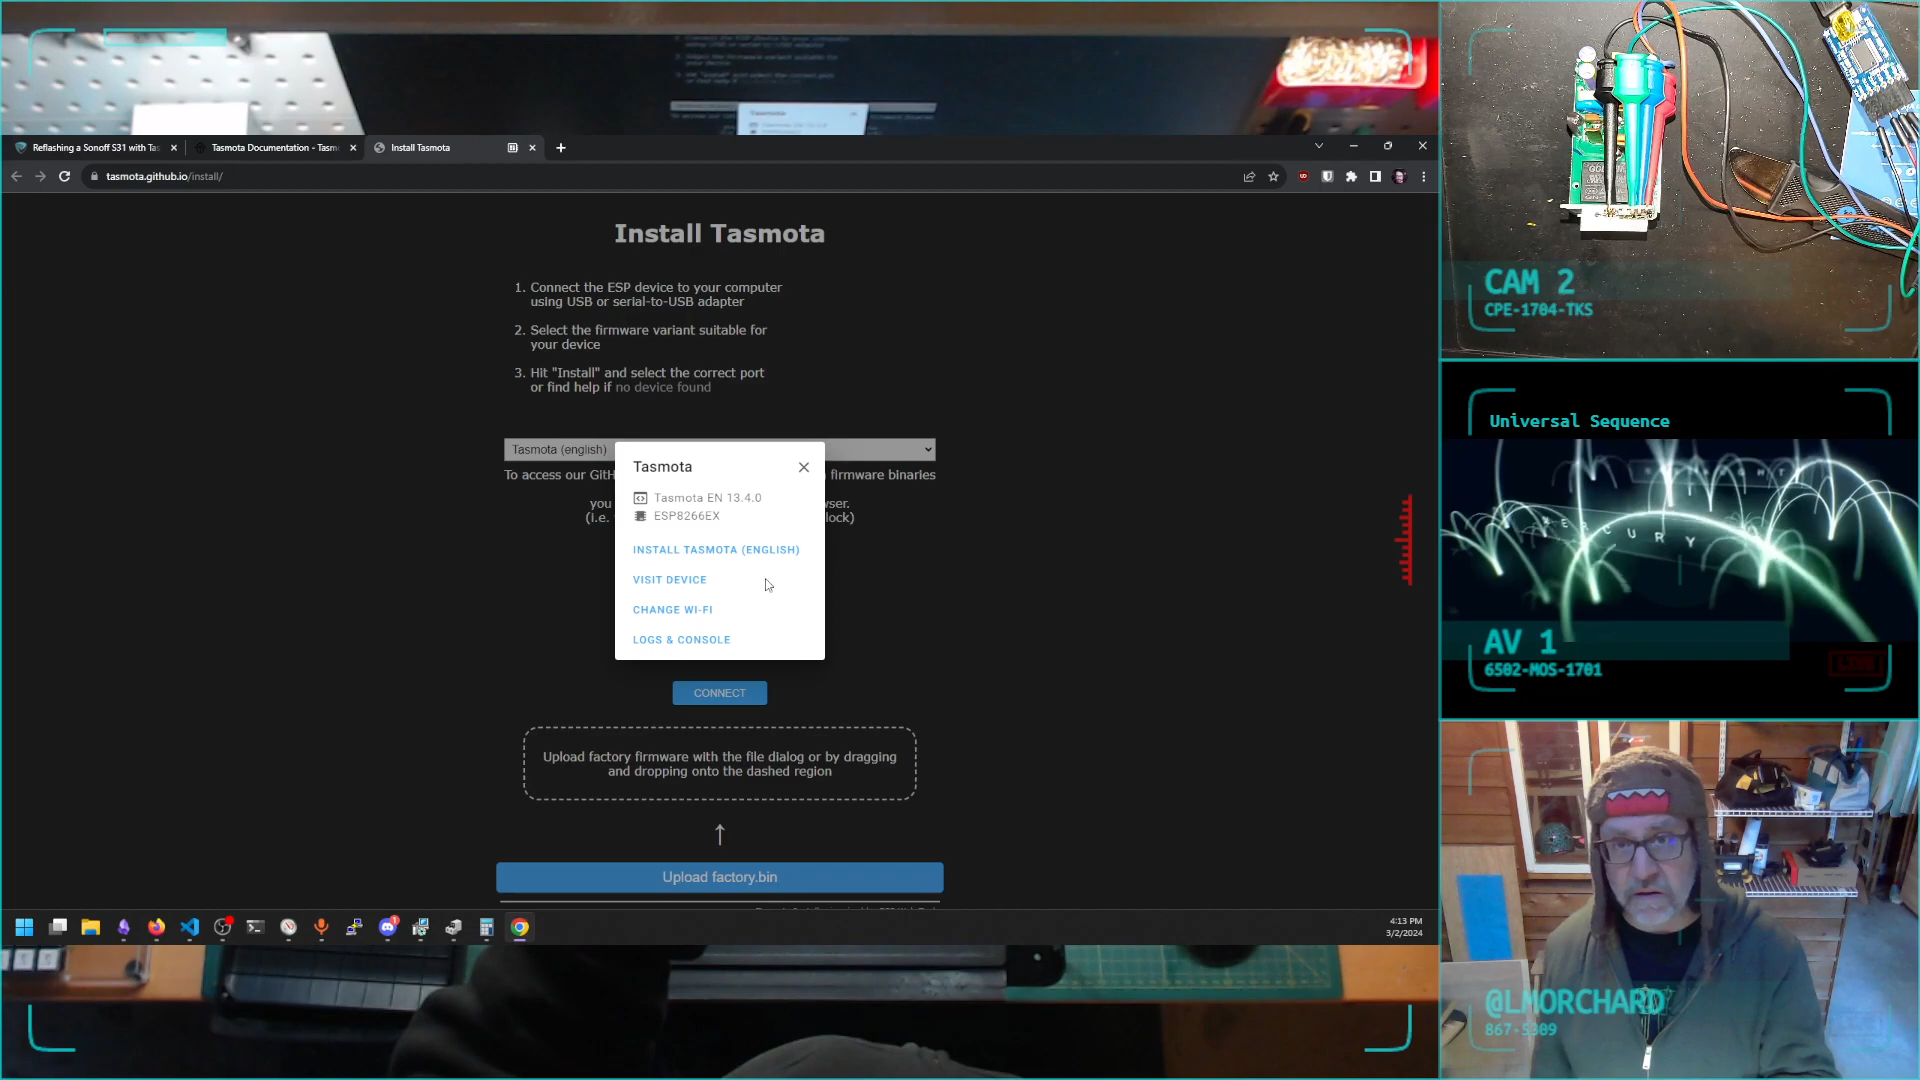 Reflashing a Sonoff S31 with Tas
Tasmota Documentation - Tasm
Install Tasmota
tasmota.github.io/install/
Install Tasmota
1. Connect the ESP device to your computer
using USB or serial-to-USB adapter
2. Select the firmware variant suitable for
your device
3. Hit "Install" and select the correct port
or find help if no device found
Tasmota (english)
To access our GitH
firmware binaries
you
wser.
(i.e.
lock)
Tasmota
Tasmota EN 13.4.0
ESP8266EX
INSTALL TASMOTA (ENGLISH)
VISIT DEVICE
CHANGE WI-FI
LOGS & CONSOLE
CONNECT
Upload factory firmware with the file dialog or by dragging
and dropping onto the dashed region
↑
Upload factory.bin
4:13 PM
3/2/2024
CAM 2
CPE-1704-TKS
Universal Sequence
MERCURY
AV 1
6502-MOS-1701
LIVE
@LMORCHARD
867-5309